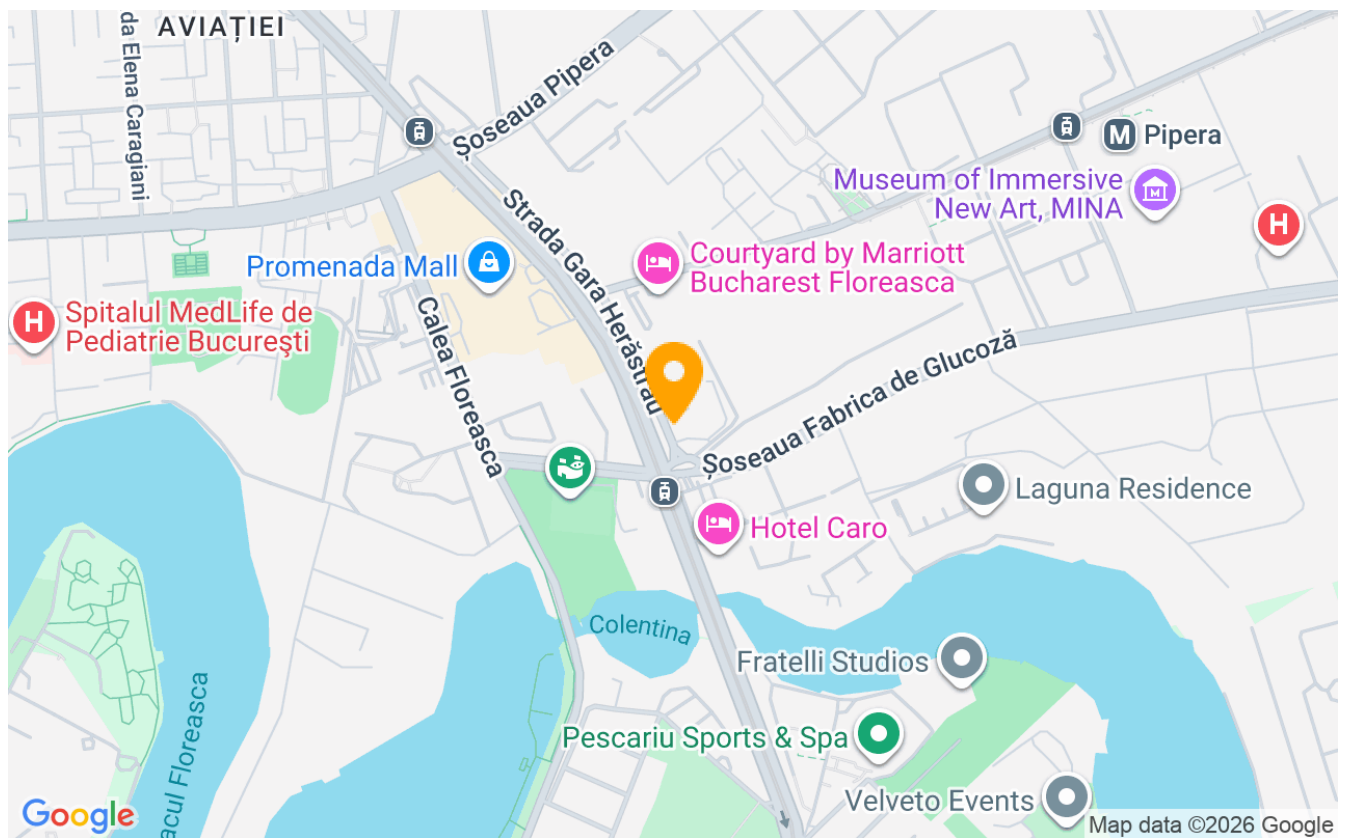 AVIAȚIEI
da Elena Caragiani
Șoseaua Pipera
M Pipera
Museum of Immersive
New Art, MINA
H
Strada Gara Herăstrău
Promenada Mall
Courtyard by Marriott
Bucharest Floreasca
H
Spitalul MedLife de
Pediatrie București
Calea Floreasca
Șoseaua Fabrica de Glucoză
Laguna Residence
Hotel Caro
Colentina
Fratelli Studios
acul Floreasca
Pescariu Sports & Spa
Velveto Events
Google
Map data ©2026 Google